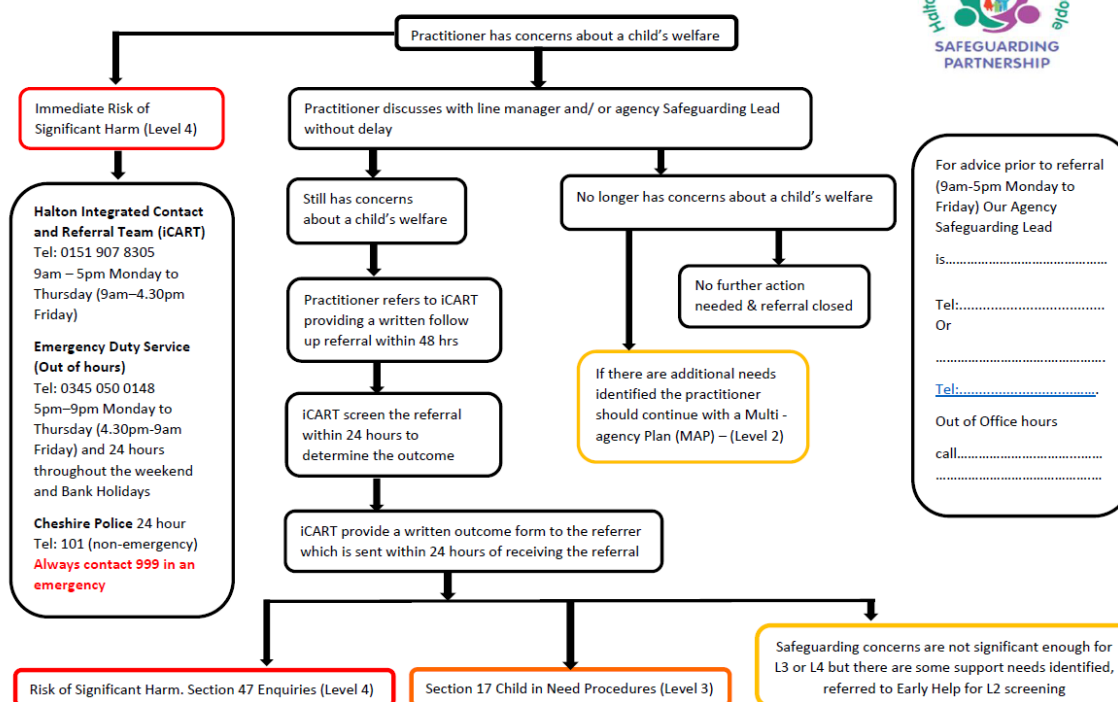 Practitioner has concerns about a child's welfare
Halto
ople
SAFEGUARDING
PARTNERSHIP
Immediate Risk of
Significant Harm (Level 4)
Practitioner discusses with line manager and/ or agency Safeguarding Lead
without delay
Halton Integrated Contact
and Referral Team (iCART)
Tel: 0151 907 8305
9am – 5pm Monday to
Thursday (9am–4.30pm
Friday)
Emergency Duty Service
(Out of hours)
Tel: 0345 050 0148
5pm–9pm Monday to
Thursday (4.30pm-9am
Friday) and 24 hours
throughout the weekend
and Bank Holidays
Cheshire Police 24 hour
Tel: 101 (non-emergency)
Always contact 999 in an
emergency
Still has concerns
about a child's welfare
No longer has concerns about a child's welfare
Practitioner refers to iCART
providing a written follow
up referral within 48 hrs
No further action
needed & referral closed
If there are additional needs
identified the practitioner
should continue with a Multi -
agency Plan (MAP) – (Level 2)
iCART screen the referral
within 24 hours to
determine the outcome
iCART provide a written outcome form to the referrer
which is sent within 24 hours of receiving the referral
For advice prior to referral
(9am-5pm Monday to
Friday) Our Agency
Safeguarding Lead
is……………………………………
Tel:…………………………………
Or
……………………………………….
Tel:……………………………….
Out of Office hours
call…………………………………
……………………………………….
Risk of Significant Harm. Section 47 Enquiries (Level 4)
Section 17 Child in Need Procedures (Level 3)
Safeguarding concerns are not significant enough for
L3 or L4 but there are some support needs identified,
referred to Early Help for L2 screening